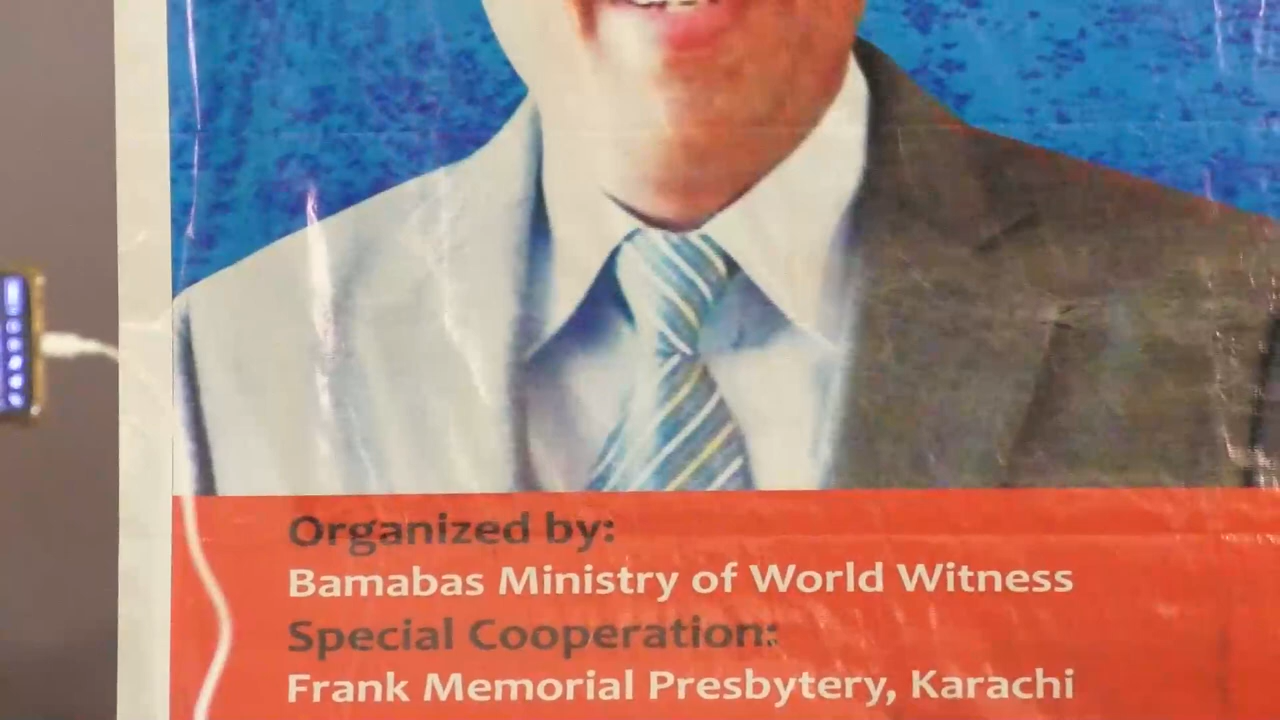 Organized by:
Bamabas Ministry of World Witness
Special Cooperation:
Frank Memorial Presbytery, Karachi